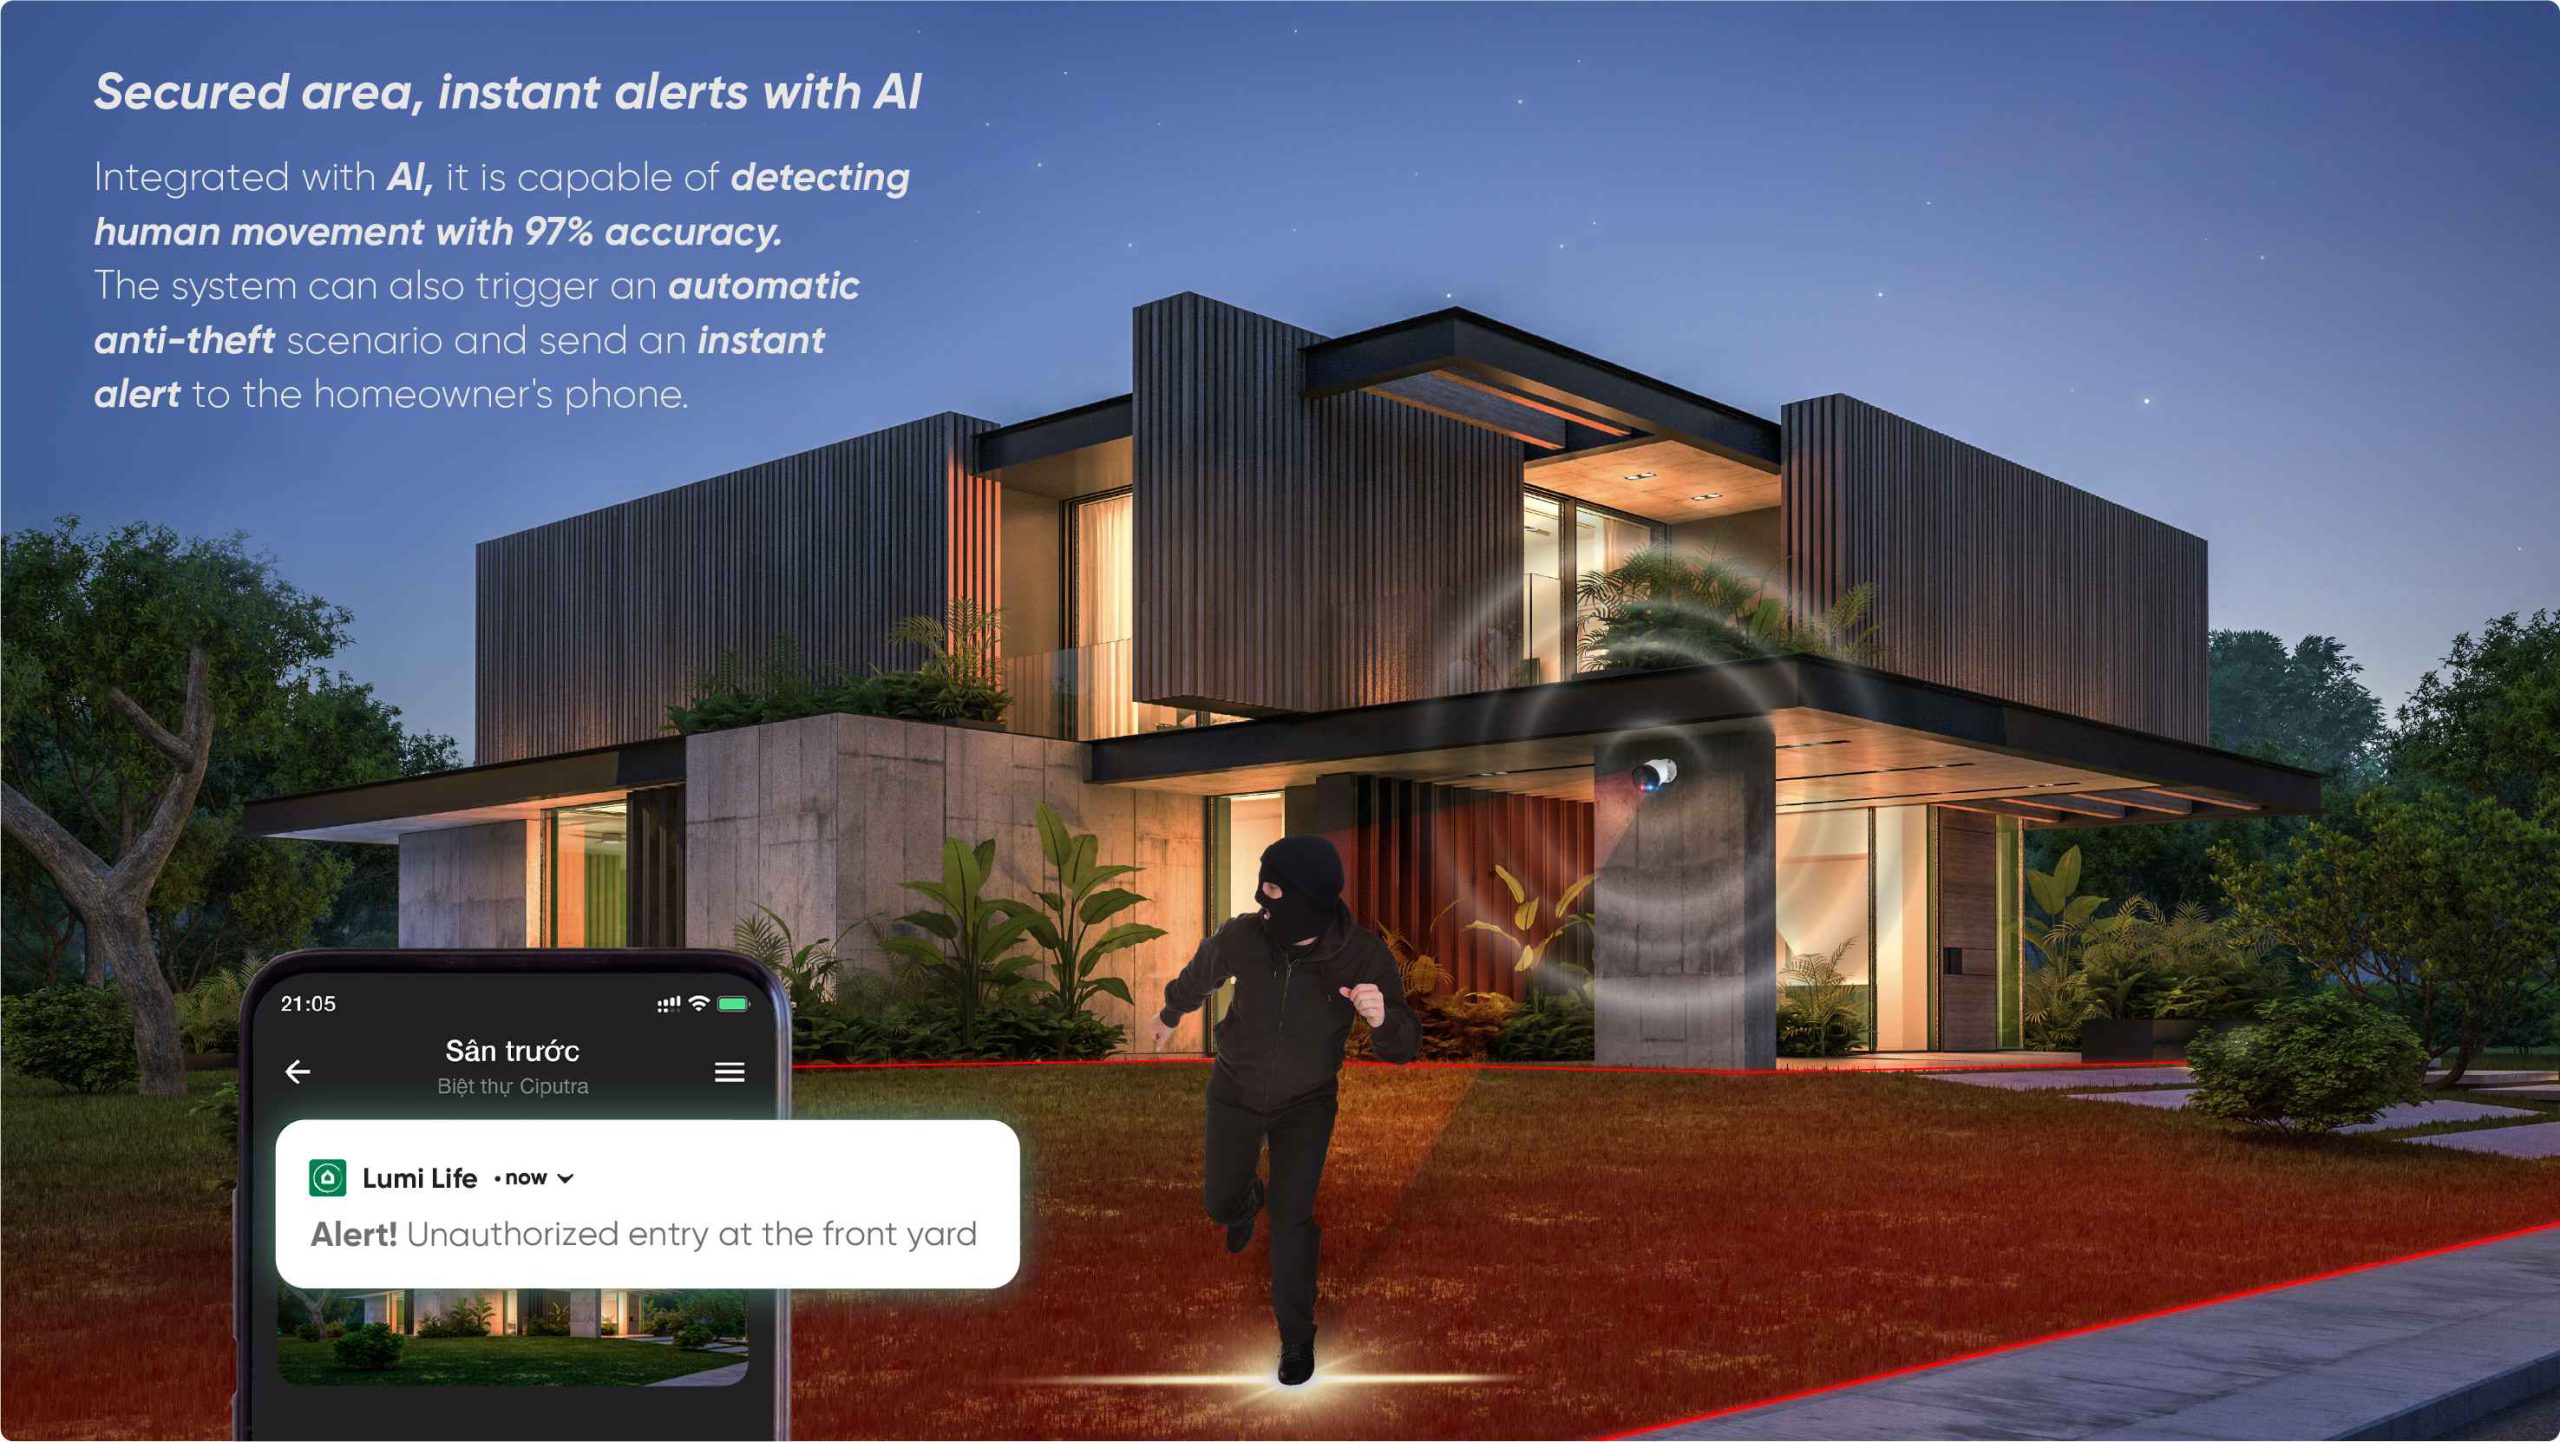 Secured area, instant alerts with AI
Integrated with AI, it is capable of detecting
human movement with 97% accuracy.
The system can also trigger an automatic
anti-theft scenario and send an instant
alert to the homeowner's phone.
21:05
Sân trước
Biệt thự Ciputra
Lumi Life • now
Alert! Unauthorized entry at the front yard